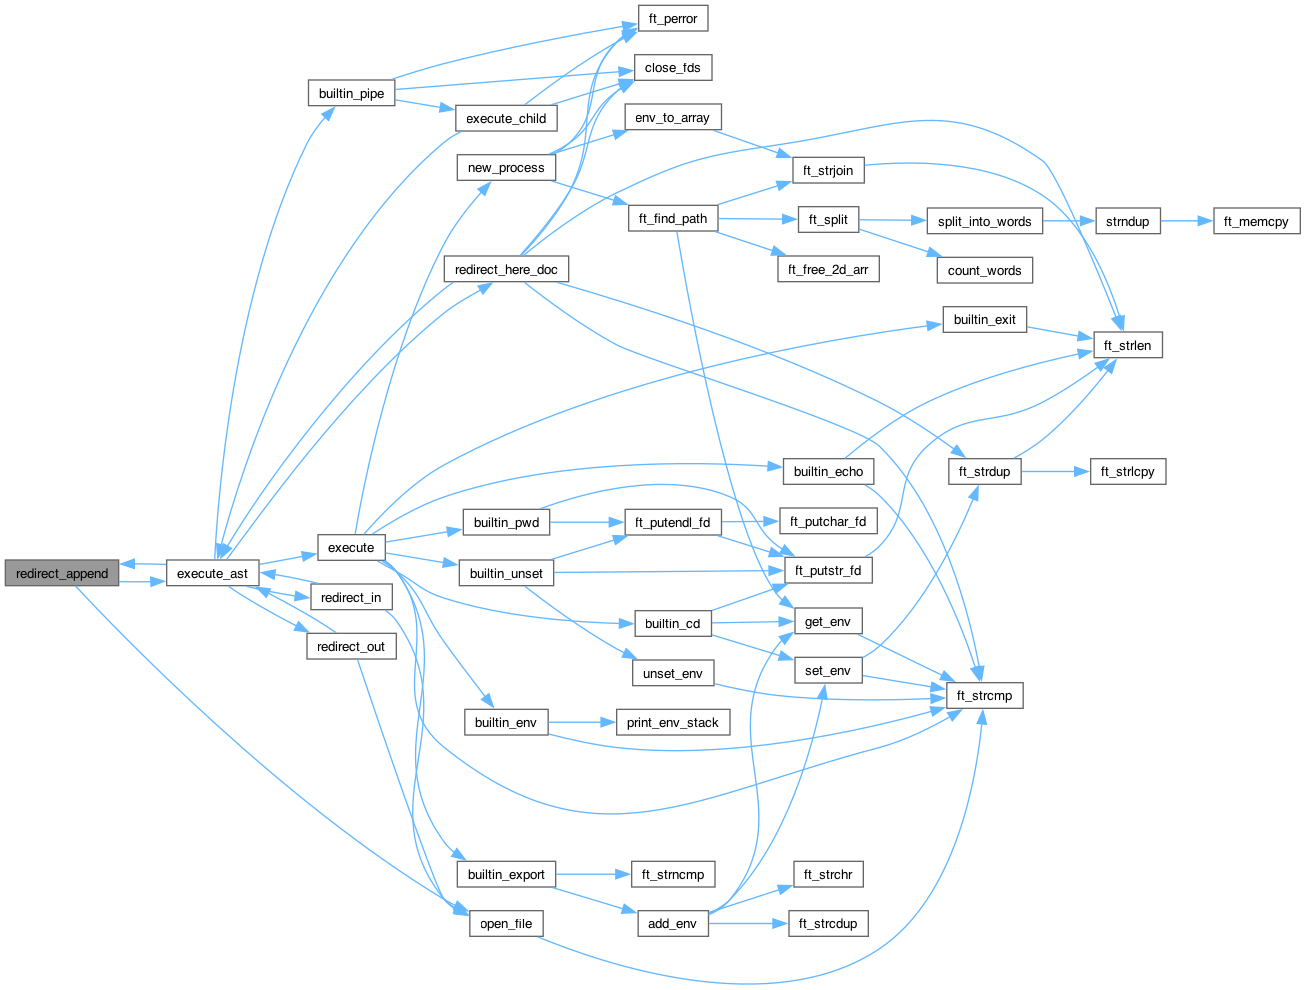 ft_perror
close_fds
builtin_pipe
execute_child
env_to_array
new_process
ft_strjoin
ft_find_path
ft_split
split_into_words
strndup
ft_memcpy
redirect_here_doc
ft_free_2d_arr
count_words
builtin_exit
ft_strlen
builtin_echo
ft_strdup
ft_strlcpy
builtin_pwd
ft_putendl_fd
ft_putchar_fd
execute
redirect_append
execute_ast
builtin_unset
ft_putstr_fd
redirect_in
builtin_cd
get_env
redirect_out
unset_env
set_env
ft_strcmp
builtin_env
print_env_stack
builtin_export
ft_strncmp
ft_strchr
open_file
add_env
ft_strcdup